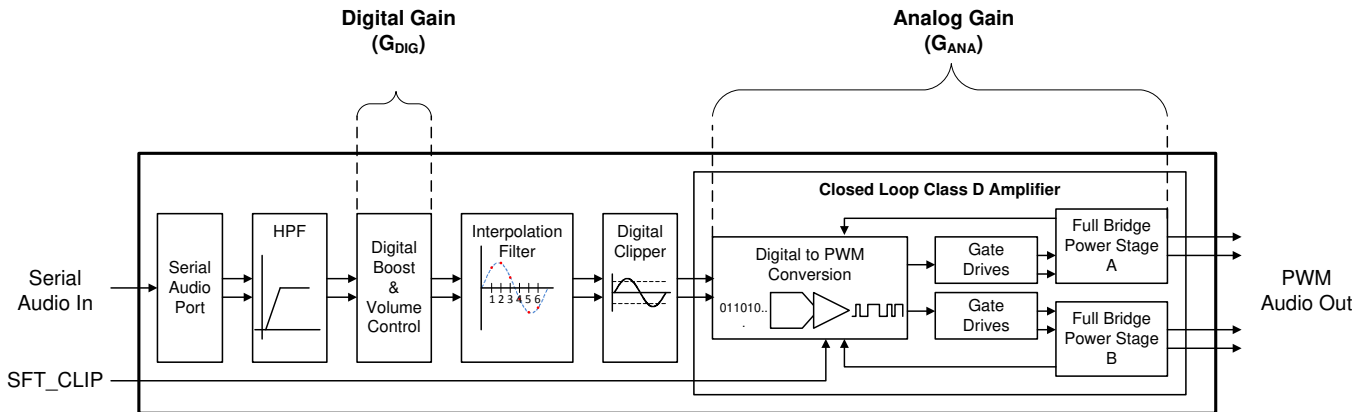 Digital Gain
(GDIG)
Analog Gain
(GANA)
Closed Loop Class D Amplifier
Serial
Audio In
Serial
Audio
Port
HPF
Digital
Boost
&
Volume
Control
Interpolation
Filter
1 2 3 4 5 6
Digital
Clipper
Digital to PWM
Conversion
011010..
.
Gate
Drives
Gate
Drives
Full Bridge
Power Stage
A
Full Bridge
Power Stage
B
PWM
Audio Out
SFT_CLIP